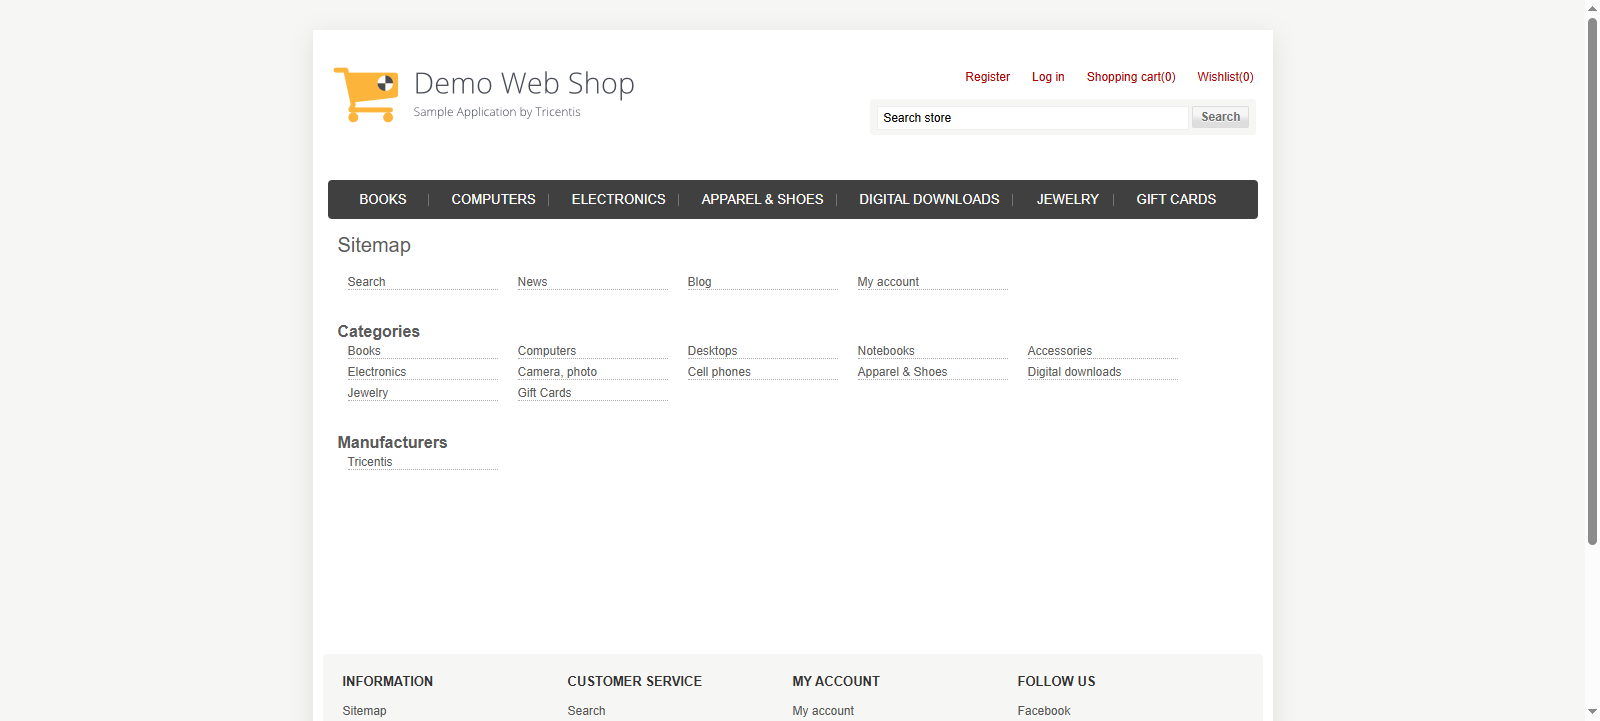 Demo Web Shop
Sample Application by Tricentis
Register Log in Shopping cart(0) Wishlist(0)
Search store Search
BOOKS COMPUTERS ELECTRONICS APPAREL & SHOES DIGITAL DOWNLOADS JEWELRY GIFT CARDS
Sitemap
Search News Blog My account
Categories
Books Computers Desktops Notebooks Accessories
Electronics Camera, photo Cell phones Apparel & Shoes Digital downloads
Jewelry Gift Cards
Manufacturers
Tricentis
INFORMATION CUSTOMER SERVICE MY ACCOUNT FOLLOW US
Sitemap Search My account Facebook